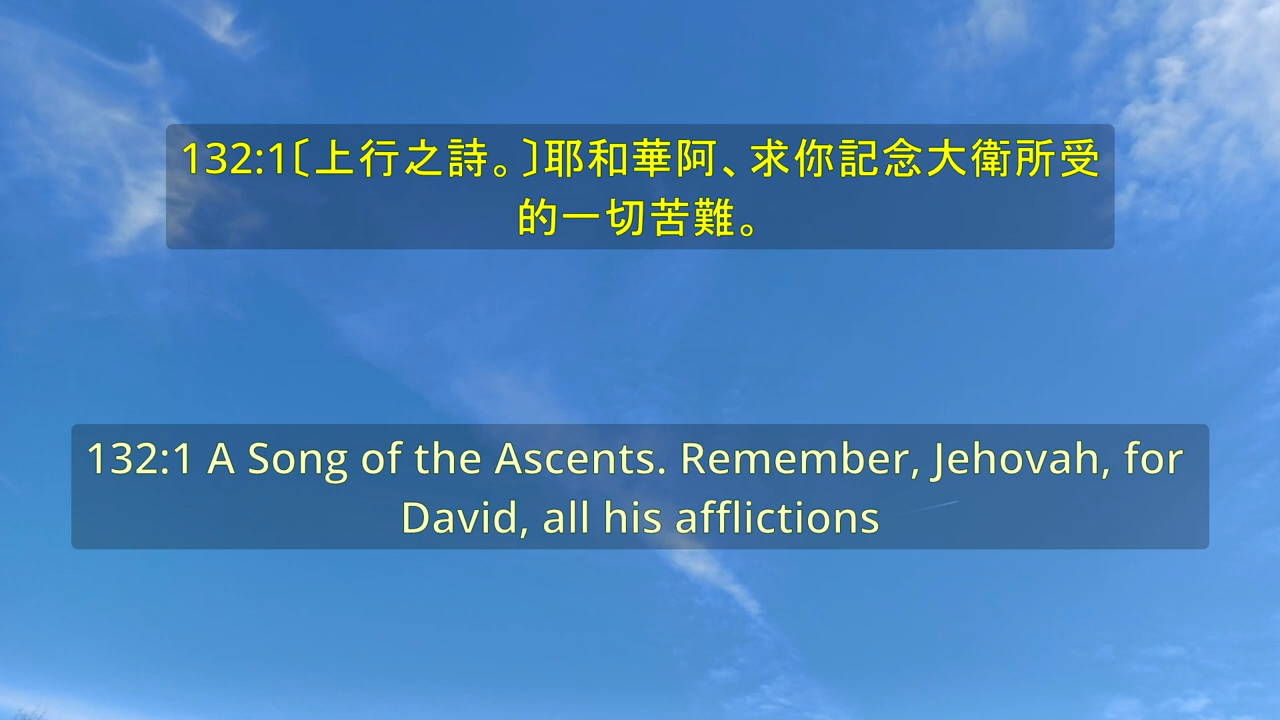 132:1〔上行之詩。〕耶和華阿、求你記念大衛所受
的一切苦難。
132:1 A Song of the Ascents. Remember, Jehovah, for
David, all his afflictions